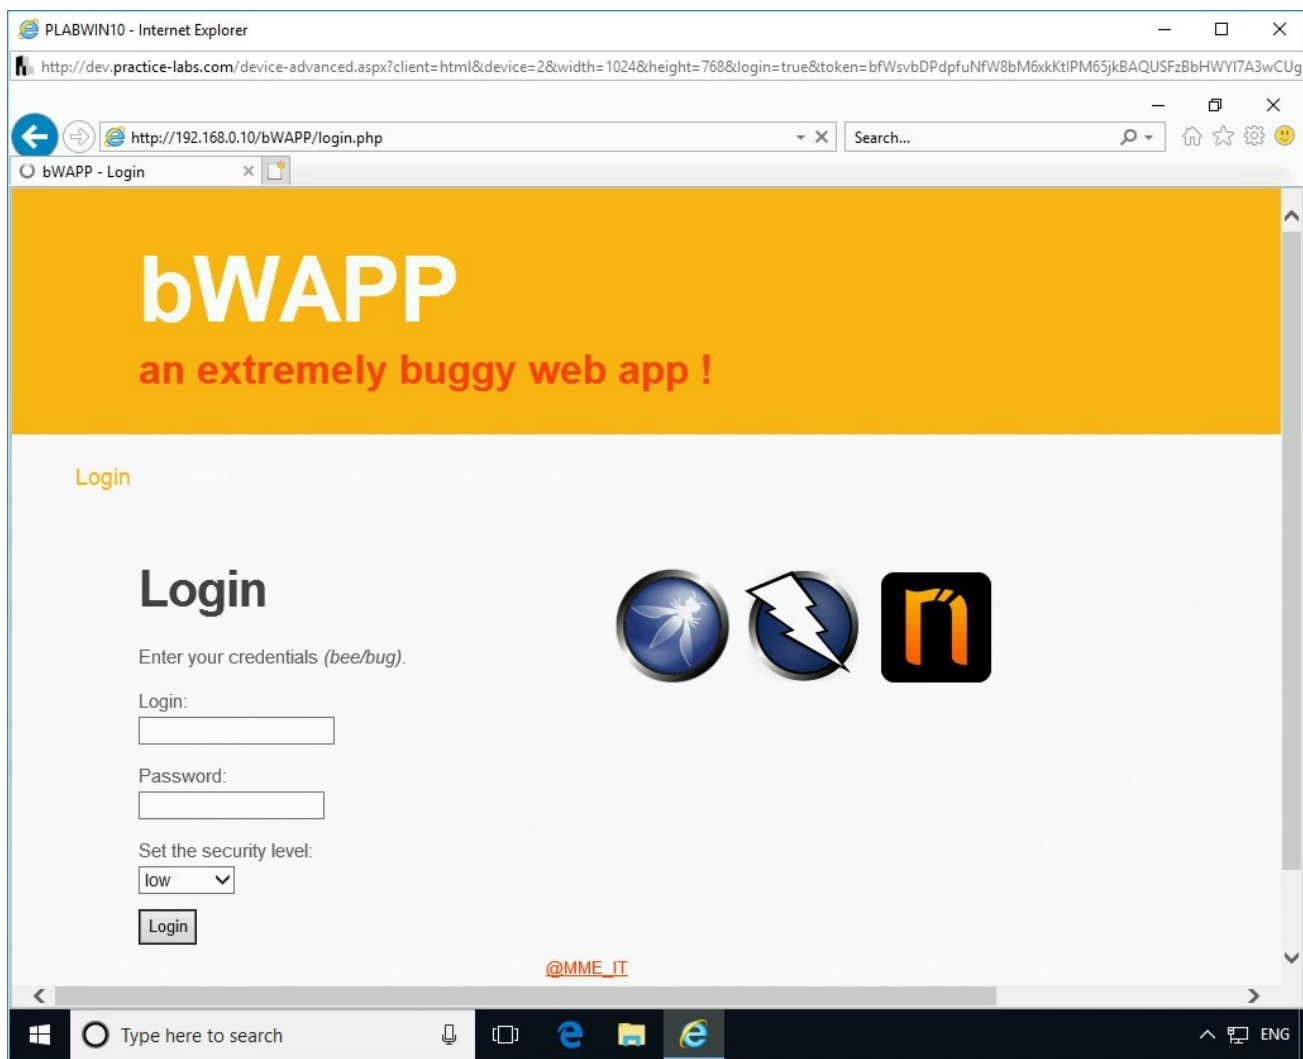 PLABWIN10 - Internet Explorer
http://dev.practice-labs.com/device-advanced.aspx?client=html&device=2&width=1024&height=768&login=true&token=bfWsvbDPdpfuNfW8bM6xkKtIPM65jkBAQUSFzBbHWYI7A3wCUg
http://192.168.0.10/bWAPP/login.php Search...
bWAPP - Login
bWAPP
an extremely buggy web app !
Login
Login
Enter your credentials (bee/bug).
Login:
Password:
Set the security level:
low
Login
@MME_IT
Type here to search ENG